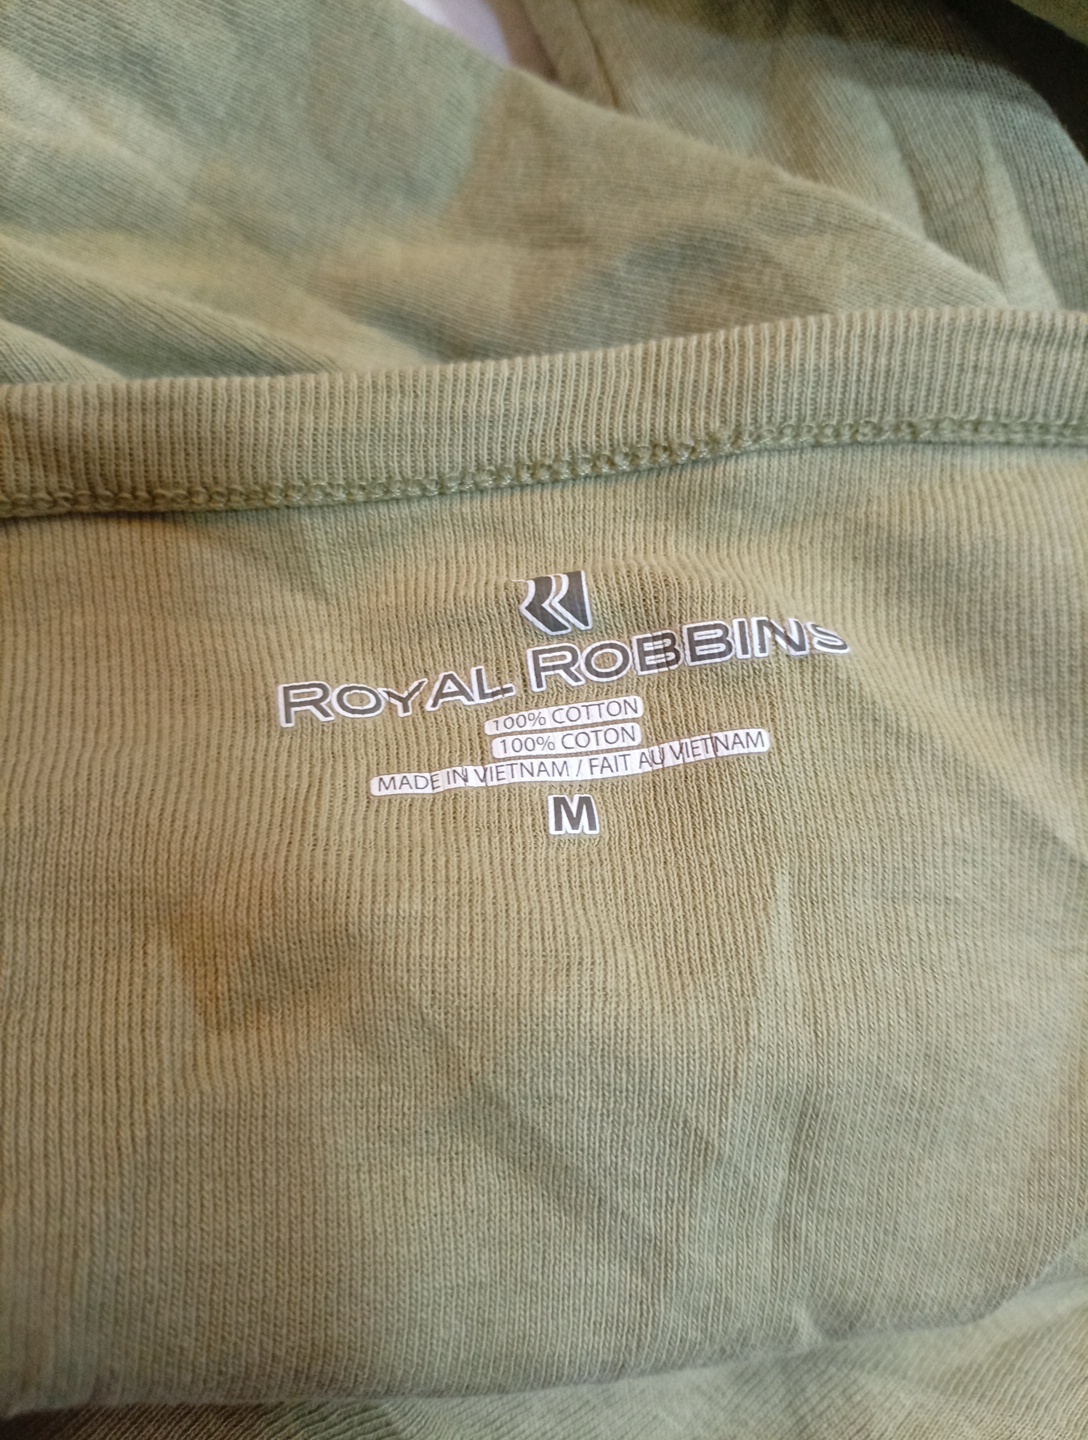 ROYAL ROBBINS
100% COTTON
100% COTON
MADE IN VIETNAM / FAIT AU VIETNAM
M